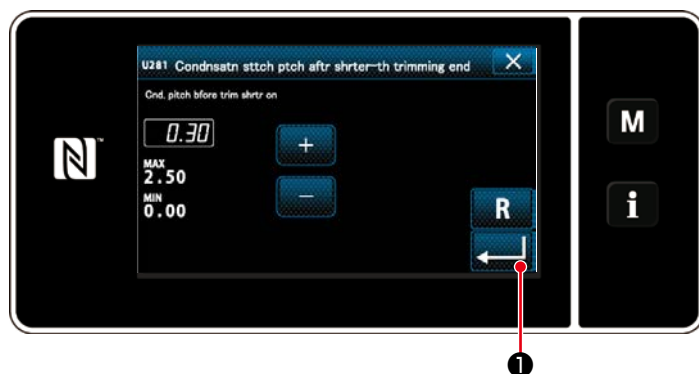 U281 Condnsatn sttch ptch aftr shrter-th trimming end
Cnd. pitch bfore trim shrtr on
0.30
MAX
2.50
MIN
0.00
R
M
i
N
❶